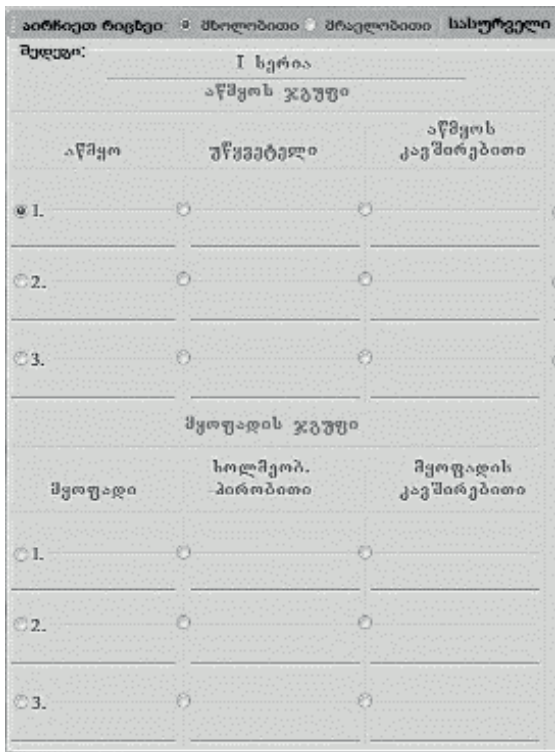 აირჩიეთ რიცხვი: მხოლობითი მრავლობითი სასურველი
შედეგი:
I სერია
აწმყოს ჯგუფი
აწმყო უწყვეტელი აწმყოს კავშირებითი
1.
2.
3.
მყოფადის ჯგუფი
მყოფადი ხოლმეობ. პირობითი მყოფადის კავშირებითი
1.
2.
3.